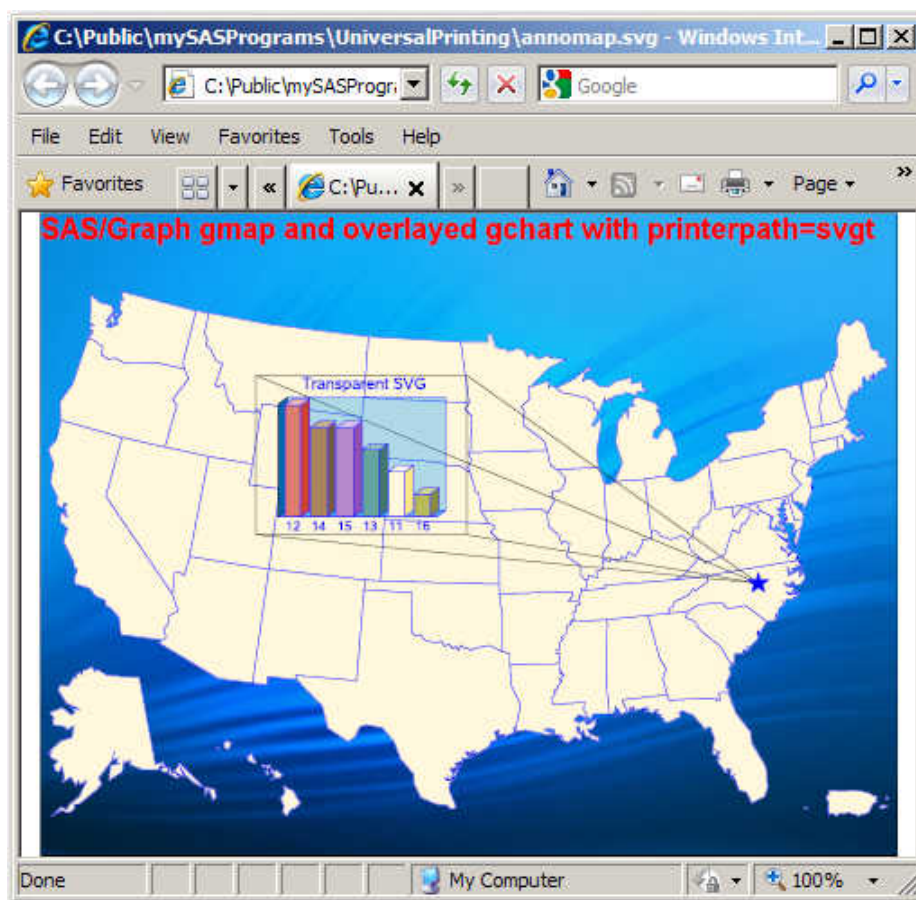 C:\Public\mySASPrograms\UniversalPrinting\annomap.svg - Windows Int...
C:\Public\mySASProgr
Google
File Edit View Favorites Tools Help
Favorites
C:\Pu...
Page
SAS/Graph gmap and overlayed gchart with printerpath=svgt
Transparent SVG
12 14 15 13 11 16
Done
My Computer
100%